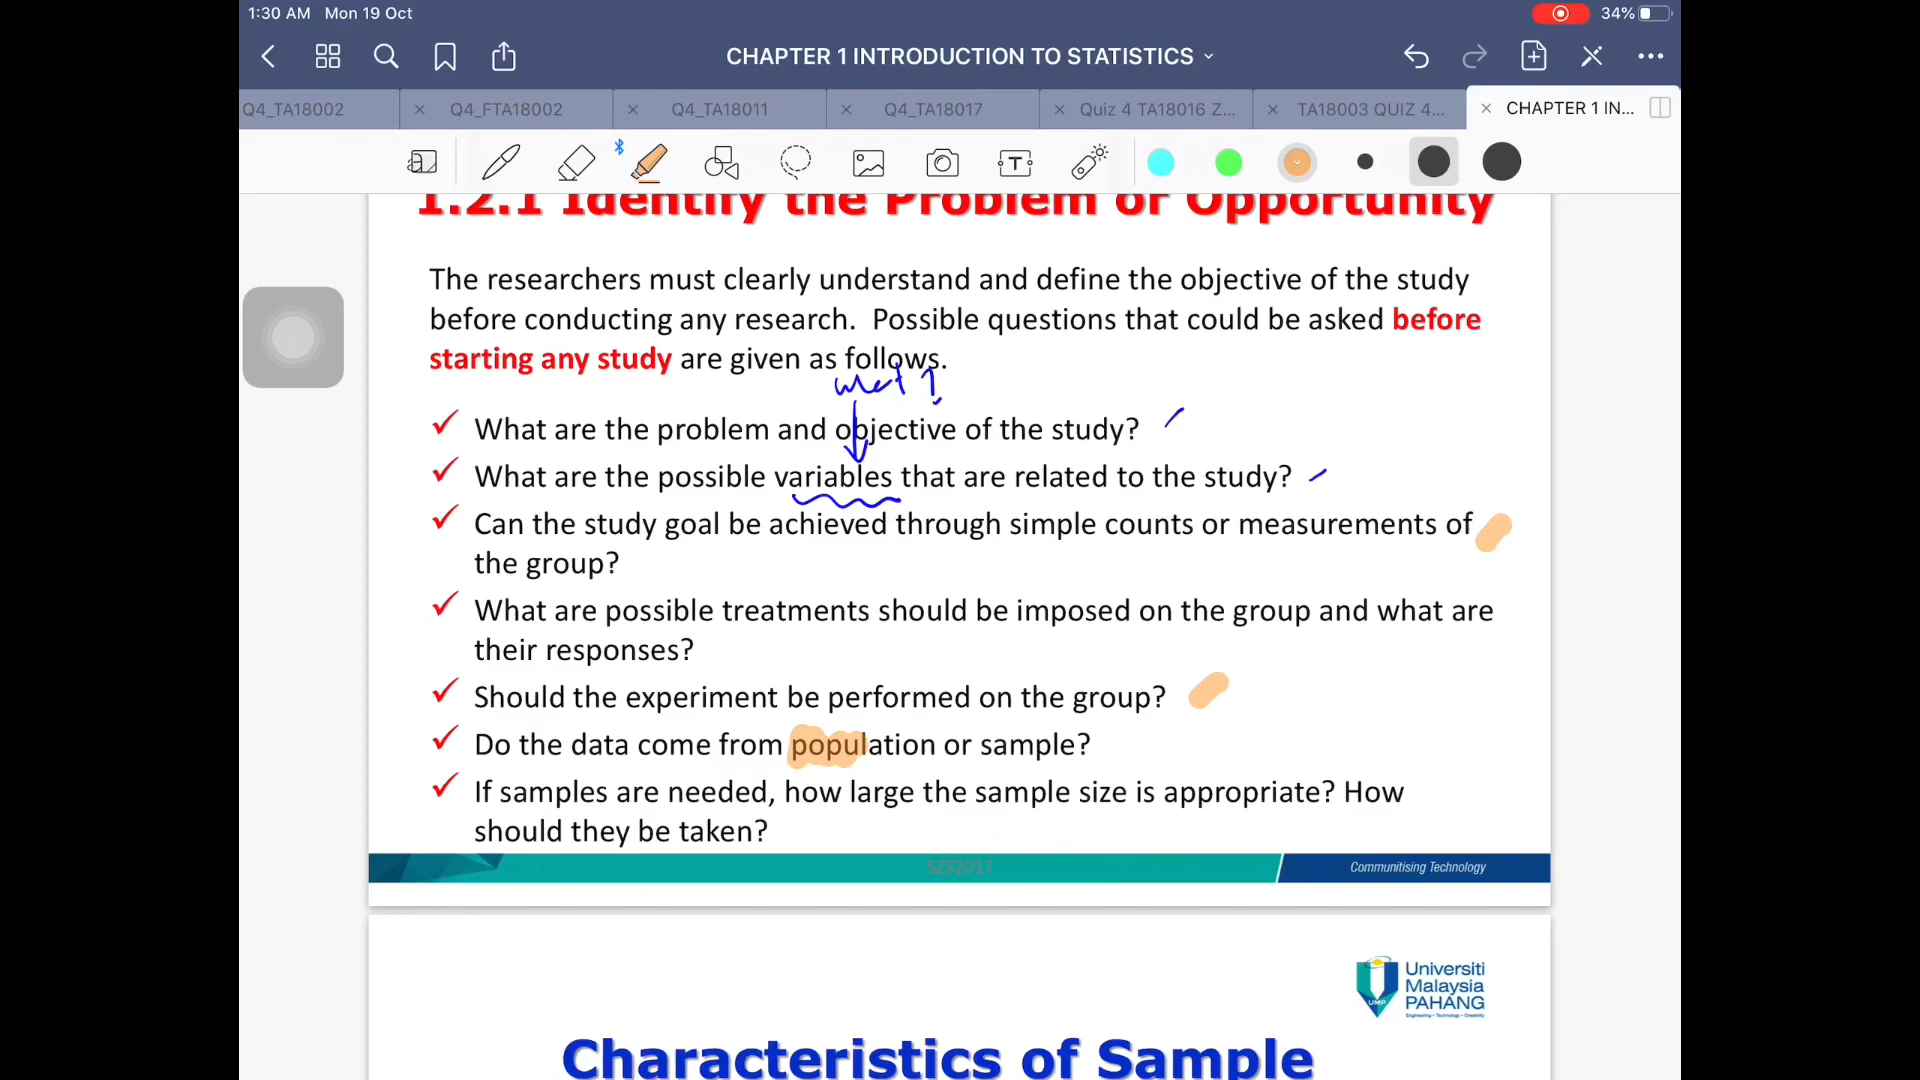 1:30 AM Mon 19 Oct
34%
CHAPTER 1 INTRODUCTION TO STATISTICS
Q4_TA18002
Q4_FTA18002
Q4_TA18011
Q4_TA18017
Quiz 4 TA18016 Z...
TA18003 QUIZ 4...
CHAPTER 1 IN...
1.2.1 Identify the Problem or Opportunity
The researchers must clearly understand and define the objective of the study
before conducting any research. Possible questions that could be asked before
starting any study are given as follows.
what ?
What are the problem and objective of the study?
What are the possible variables that are related to the study?
Can the study goal be achieved through simple counts or measurements of
the group?
What are possible treatments should be imposed on the group and what are
their responses?
Should the experiment be performed on the group?
Do the data come from population or sample?
If samples are needed, how large the sample size is appropriate? How
should they be taken?
SZS2017
Communitising Technology
UMP
Universiti
Malaysia
PAHANG
Engineering • Technology • Creativity
Characteristics of Sample